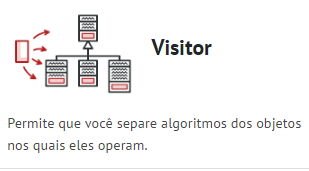 Visitor
Permite que você separe algoritmos dos objetos
nos quais eles operam.